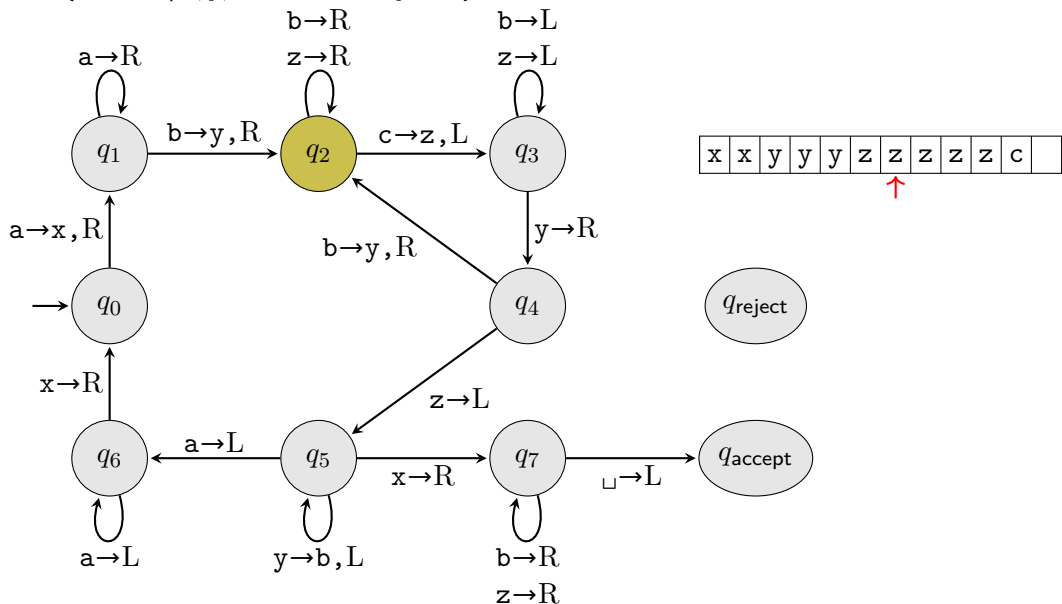 b→R
b→L
a→R
z→R
z→L
q1
b→y,R
q2
c→z,L
q3
x x y y y z z z z z c
↑
a→x,R
b→y,R
y→R
q0
q4
qreject
x→R
z→L
q6
a→L
q5
x→R
q7
␣→L
qaccept
a→L
y→b,L
b→R
z→R